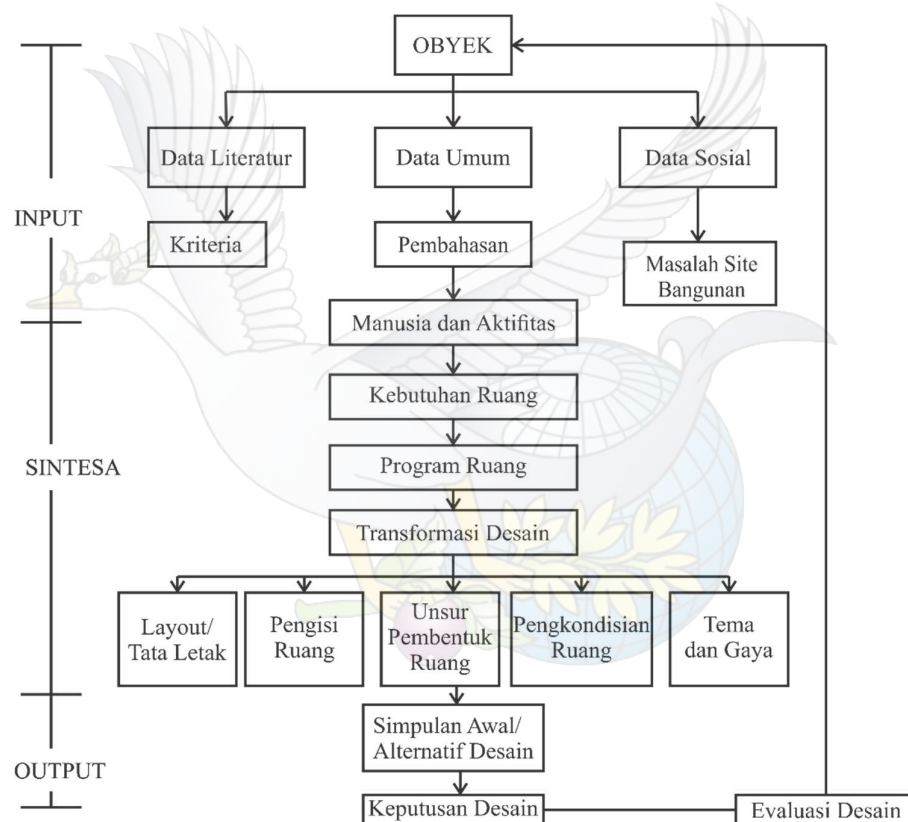 OBYEK
Data Literatur
Data Umum
Data Sosial
INPUT
Kriteria
Pembahasan
Masalah Site
Bangunan
Manusia dan Aktifitas
Kebutuhan Ruang
SINTESA
Program Ruang
Transformasi Desain
Layout/
Tata Letak
Pengisi
Ruang
Unsur
Pembentuk
Ruang
Pengkondisian
Ruang
Tema
dan Gaya
Simpulan Awal/
Alternatif Desain
OUTPUT
Keputusan Desain
Evaluasi Desain